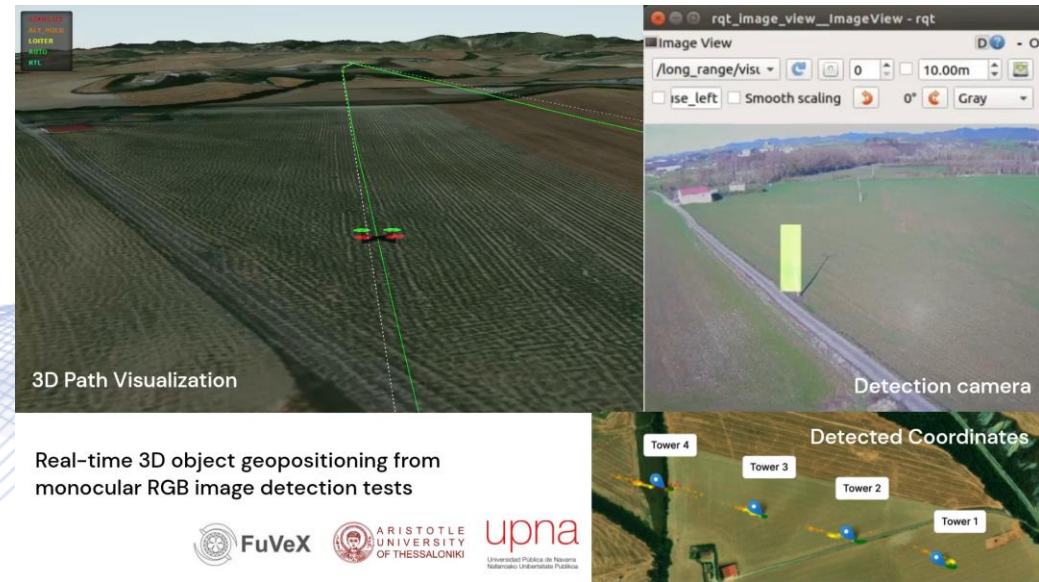 ALT_HOLD
LOITER
AUTO
RTL
3D Path Visualization
rqt_image_view__ImageView - rqt
Image View
D - O
/long_range/visu
0
10.00m
use_left
Smooth scaling
0°
Gray
Detection camera
Real-time 3D object geopositioning from
monocular RGB image detection tests
FuVeX
ARISTOTLE
UNIVERSITY
OF THESSALONIKI
upna
Universidad Pública de Navarra
Nafarroako Unibertsitate Publikoa
Detected Coordinates
Tower 4
Tower 3
Tower 2
Tower 1